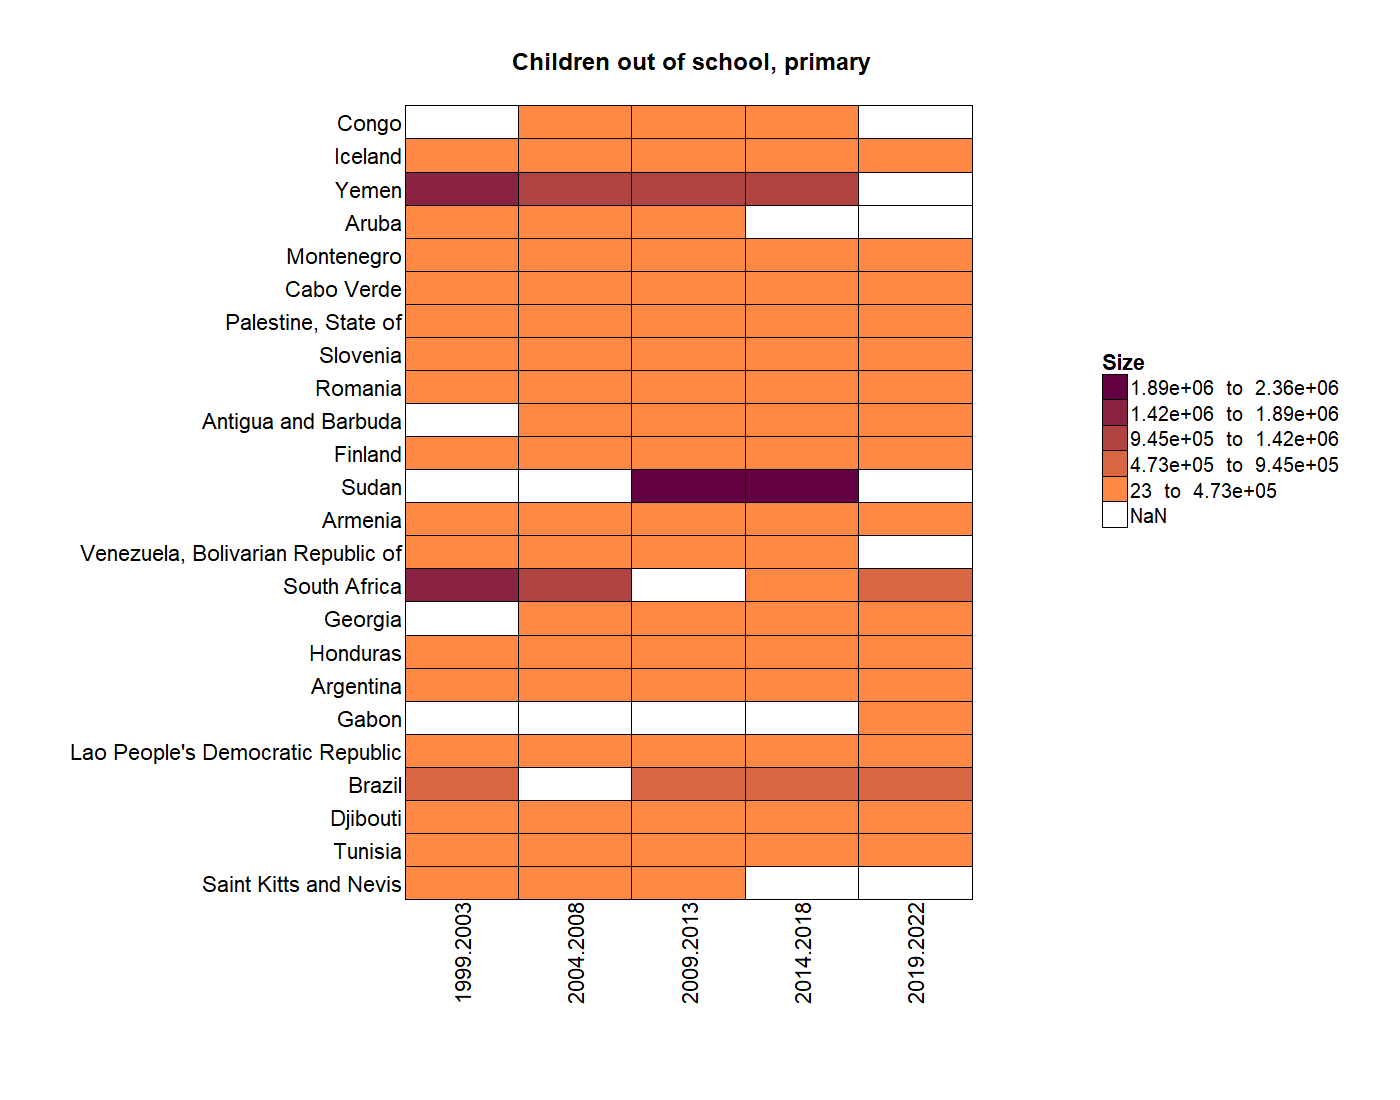 Children out of school, primary
Congo
Iceland
Yemen
Aruba
Montenegro
Cabo Verde
Palestine, State of
Slovenia
Romania
Antigua and Barbuda
Finland
Sudan
Armenia
Venezuela, Bolivarian Republic of
South Africa
Georgia
Honduras
Argentina
Gabon
Lao People's Democratic Republic
Brazil
Djibouti
Tunisia
Saint Kitts and Nevis
1999.2003
2004.2008
2009.2013
2014.2018
2019.2022
Size
1.89e+06 to 2.36e+06
1.42e+06 to 1.89e+06
9.45e+05 to 1.42e+06
4.73e+05 to 9.45e+05
23 to 4.73e+05
NaN